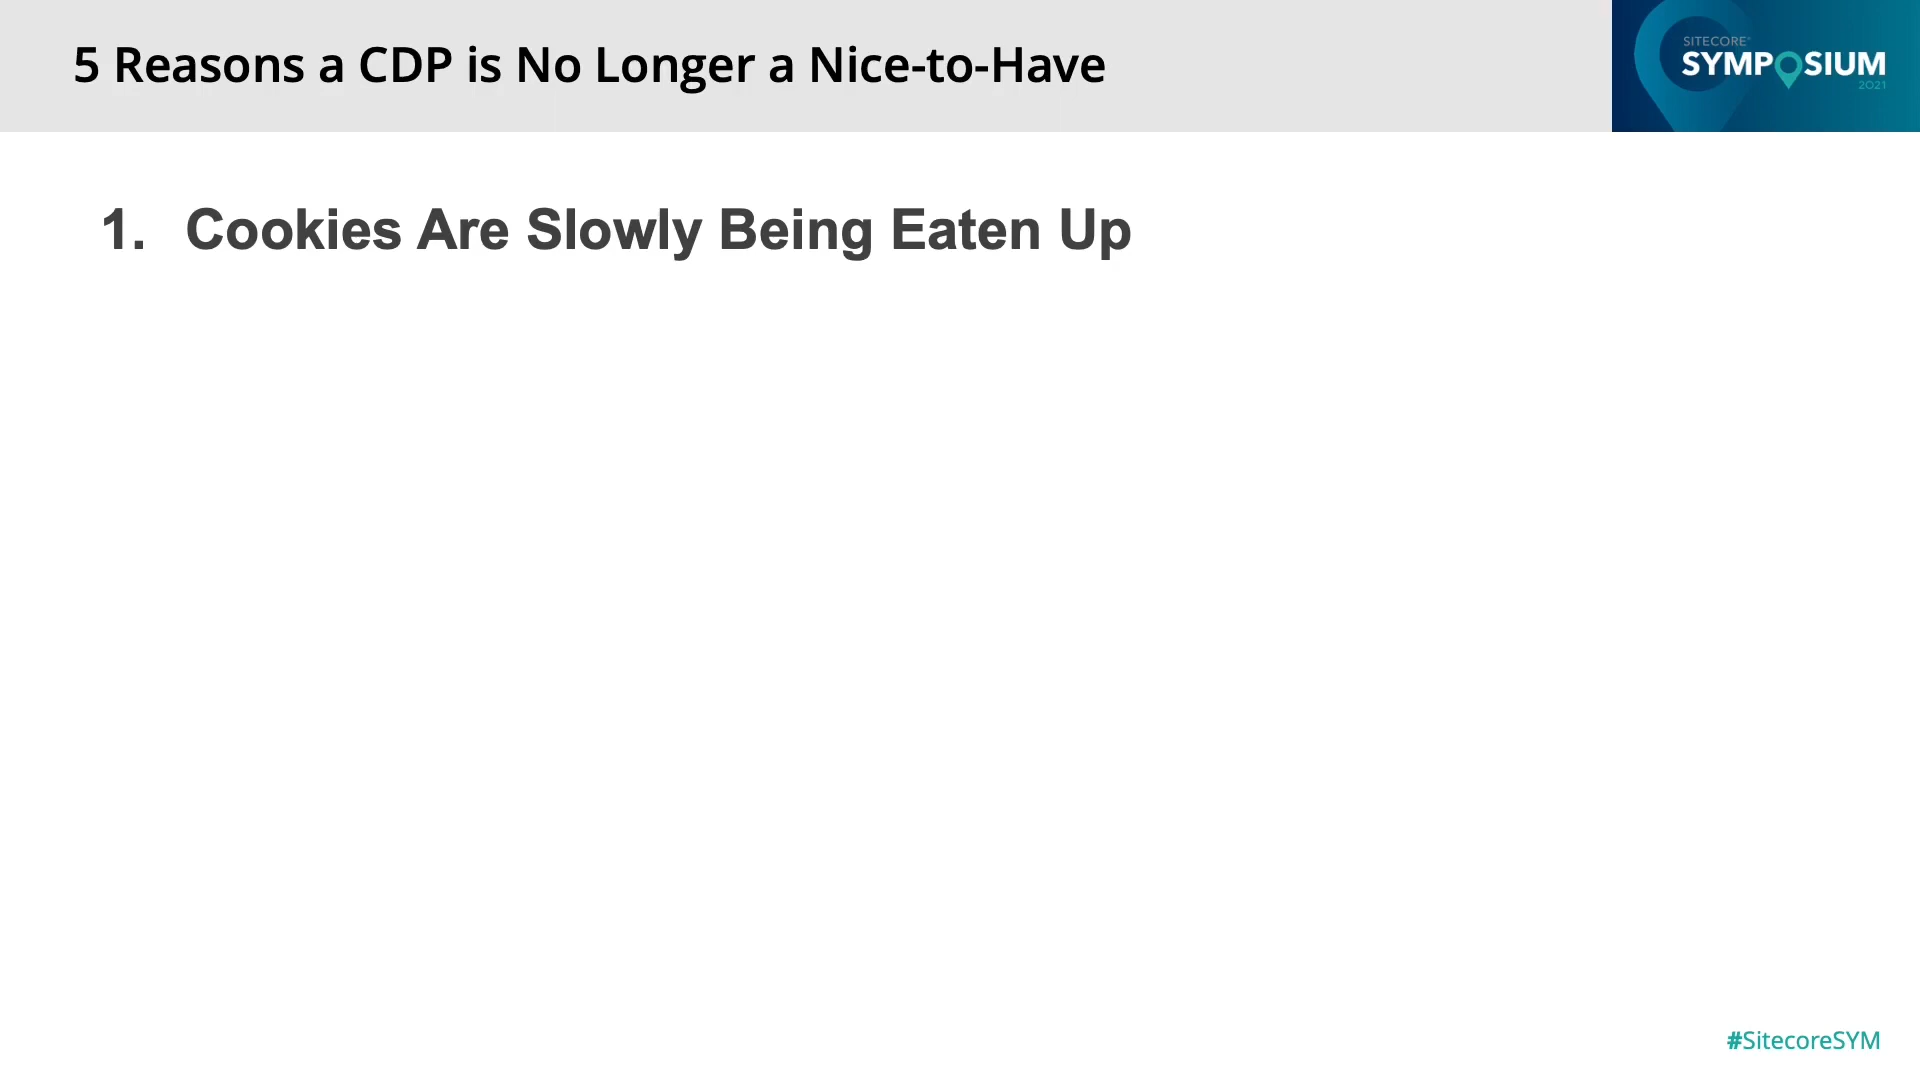 5 Reasons a CDP is No Longer a Nice-to-Have
SITECORE
SYMPOSIUM
2021
1. Cookies Are Slowly Being Eaten Up
#SitecoreSYM